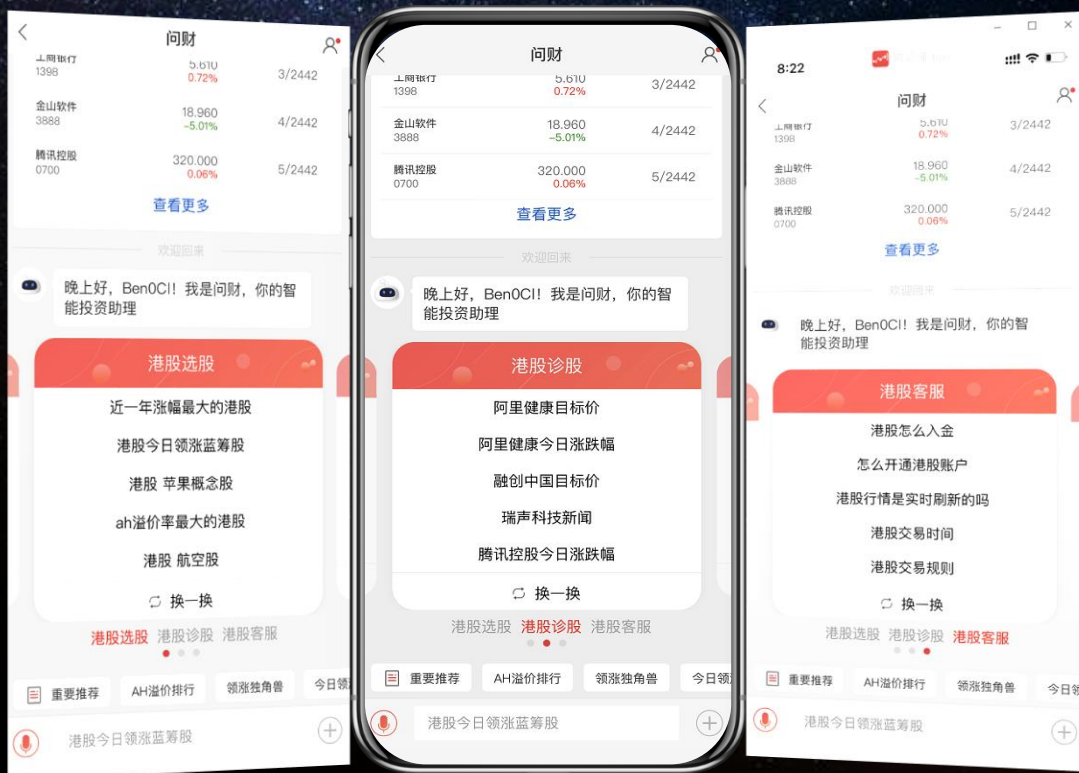 问财
工商银行
1398
5.610
0.72%
3/2442
金山软件
3888
18.960
-5.01%
4/2442
腾讯控股
0700
320.000
0.06%
5/2442
查看更多
欢迎回来
晚上好，Ben0CI！我是问财，你的智
能投资助理
港股选股
近一年涨幅最大的港股
港股今日领涨蓝筹股
港股 苹果概念股
ah溢价率最大的港股
港股 航空股
换一换
港股选股 港股诊股 港股客服
重要推荐 AH溢价排行 领涨独角兽 今日领
港股今日领涨蓝筹股
问财
工商银行
1398
5.610
0.72%
3/2442
金山软件
3888
18.960
-5.01%
4/2442
腾讯控股
0700
320.000
0.06%
5/2442
查看更多
欢迎回来
晚上好，Ben0CI！我是问财，你的智
能投资助理
港股诊股
阿里健康目标价
阿里健康今日涨跌幅
融创中国目标价
瑞声科技新闻
腾讯控股今日涨跌幅
换一换
港股选股 港股诊股 港股客服
重要推荐 AH溢价排行 领涨独角兽 今日领
港股今日领涨蓝筹股
8:22
问财
工商银行
1398
5.610
0.72%
3/2442
金山软件
3888
18.960
-5.01%
4/2442
腾讯控股
0700
320.000
0.06%
5/2442
查看更多
欢迎回来
晚上好，Ben0CI！我是问财，你的智
能投资助理
港股客服
港股怎么入金
怎么开通港股账户
港股行情是实时刷新的吗
港股交易时间
港股交易规则
换一换
港股选股 港股诊股 港股客服
重要推荐 AH溢价排行 领涨独角兽 今日领
港股今日领涨蓝筹股